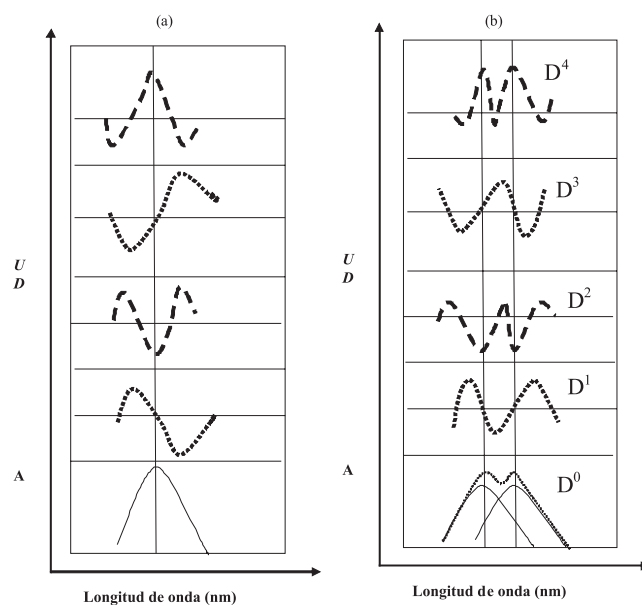 (a)
(b)
D⁴
D³
U
D
U
D
D²
D¹
A
A
D⁰
Longitud de onda (nm)
Longitud de onda (nm)